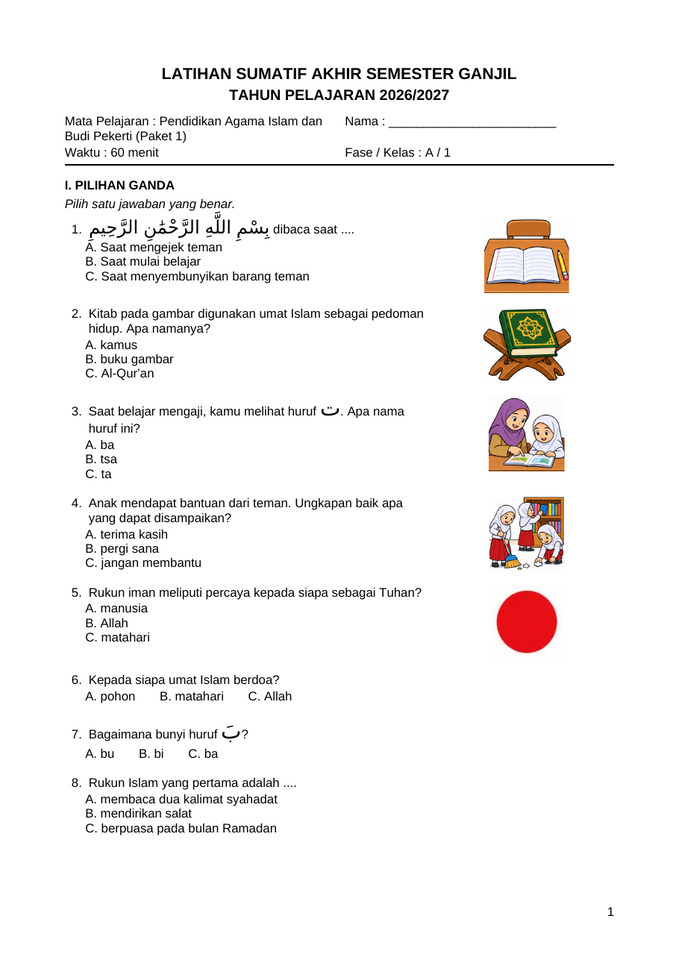 LATIHAN SUMATIF AKHIR SEMESTER GANJIL
TAHUN PELAJARAN 2026/2027
Mata Pelajaran : Pendidikan Agama Islam dan Budi Pekerti (Paket 1)
Nama : ________________________
Waktu : 60 menit
Fase / Kelas : A / 1
I. PILIHAN GANDA
Pilih satu jawaban yang benar.
1. بِسْمِ اللَّهِ الرَّحْمَٰنِ الرَّحِيمِ dibaca saat ....
A. Saat mengejek teman
B. Saat mulai belajar
C. Saat menyembunyikan barang teman
2. Kitab pada gambar digunakan umat Islam sebagai pedoman
hidup. Apa namanya?
A. kamus
B. buku gambar
C. Al-Qur’an
3. Saat belajar mengaji, kamu melihat huruf ت. Apa nama
huruf ini?
A. ba
B. tsa
C. ta
4. Anak mendapat bantuan dari teman. Ungkapan baik apa
yang dapat disampaikan?
A. terima kasih
B. pergi sana
C. jangan membantu
5. Rukun iman meliputi percaya kepada siapa sebagai Tuhan?
A. manusia
B. Allah
C. matahari
6. Kepada siapa umat Islam berdoa?
A. pohon B. matahari C. Allah
7. Bagaimana bunyi huruf بَ?
A. bu B. bi C. ba
8. Rukun Islam yang pertama adalah ....
A. membaca dua kalimat syahadat
B. mendirikan salat
C. berpuasa pada bulan Ramadan
1